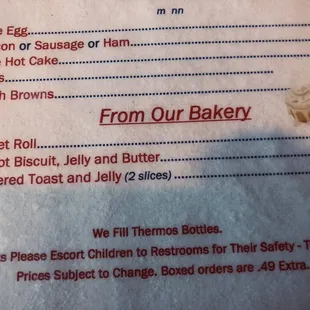 e Egg
con or Sausage or Ham
e Hot Cake
s
h Browns
From Our Bakery
et Roll
ot Biscuit, Jelly and Butter
ered Toast and Jelly (2 slices)
We Fill Thermos Bottles.
s Please Escort Children to Restrooms for Their Safety - T
Prices Subject to Change. Boxed orders are .49 Extra.